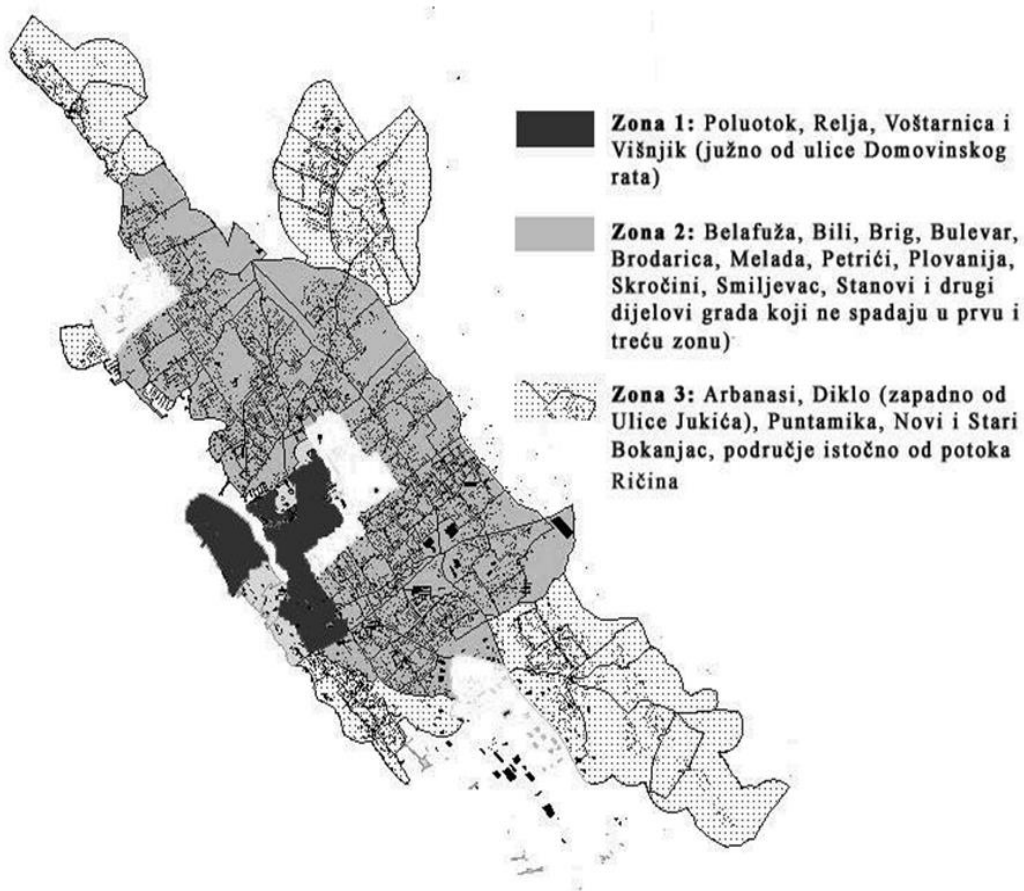 Zona 1: Poluotok, Relja, Voštarnica i
Višnjik (južno od ulice Domovinskog
rata)
Zona 2: Belafuža, Bili, Brig, Bulevar,
Brodarica, Melada, Petrići, Plovanija,
Skročini, Smiljevac, Stanovi i drugi
dijelovi grada koji ne spadaju u prvu i
treću zonu)
Zona 3: Arbanasi, Diklo (zapadno od
Ulice Jukića), Puntamika, Novi i Stari
Bokanjac, područje istočno od potoka
Ričina